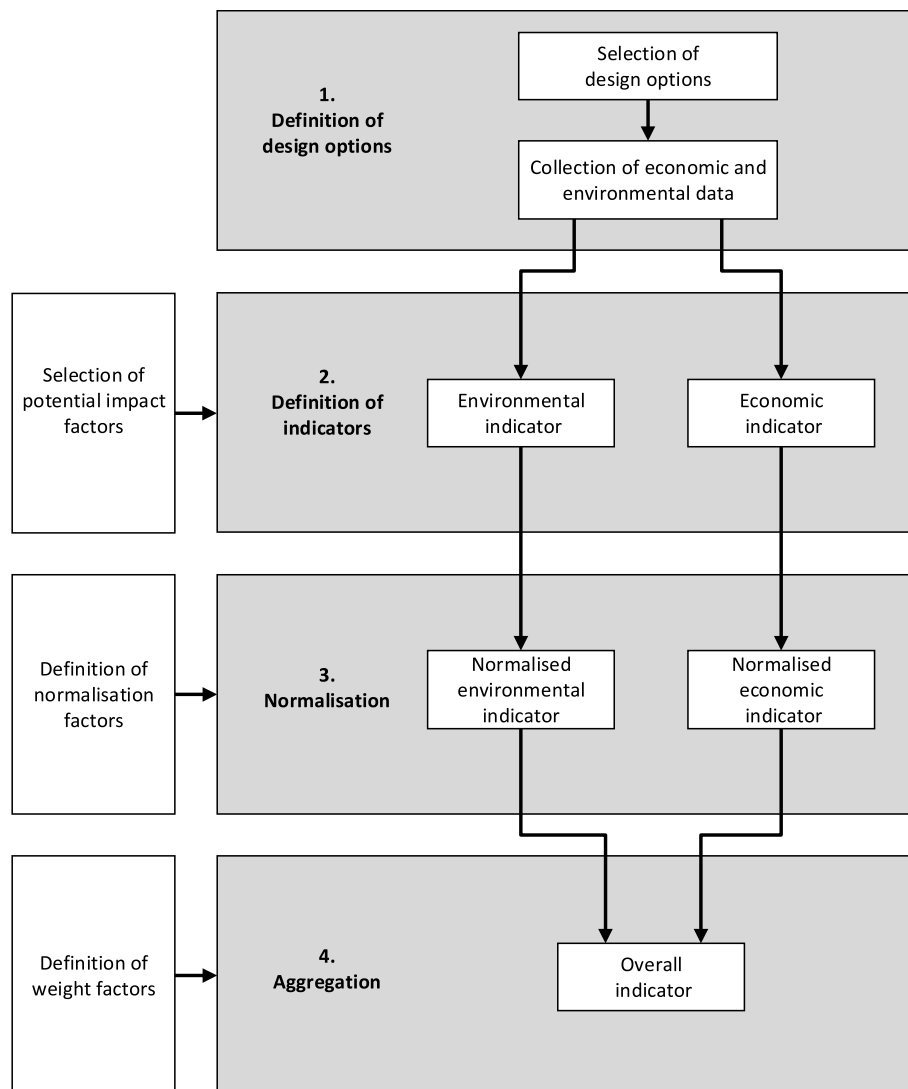 1.
Definition of
design options
Selection of
design options
Collection of economic and
environmental data
Selection of
potential impact
factors
2.
Definition of
indicators
Environmental
indicator
Economic
indicator
Definition of
normalisation
factors
3.
Normalisation
Normalised
environmental
indicator
Normalised
economic
indicator
Definition of
weight factors
4.
Aggregation
Overall
indicator